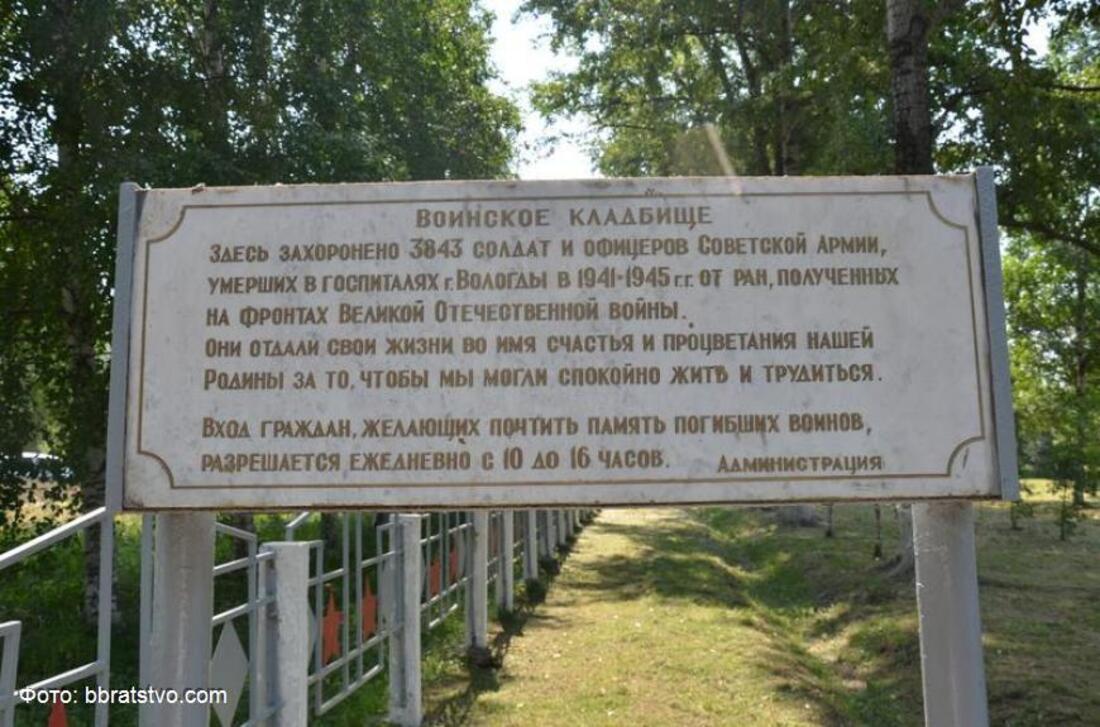 Воинское кладбище
Здесь захоронено 3843 солдат и офицеров Советской Армии,
умерших в госпиталях г. Вологды в 1941-1945 г.г. от ран, полученных
на фронтах Великой Отечественной войны.
Они отдали свои жизни во имя счастья и процветания нашей
Родины за то, чтобы мы могли спокойно жить и трудиться.
Вход граждан, желающих почтить память погибших воинов,
разрешается ежедневно с 10 до 16 часов. Администрация
Фото: bbratstvo.com